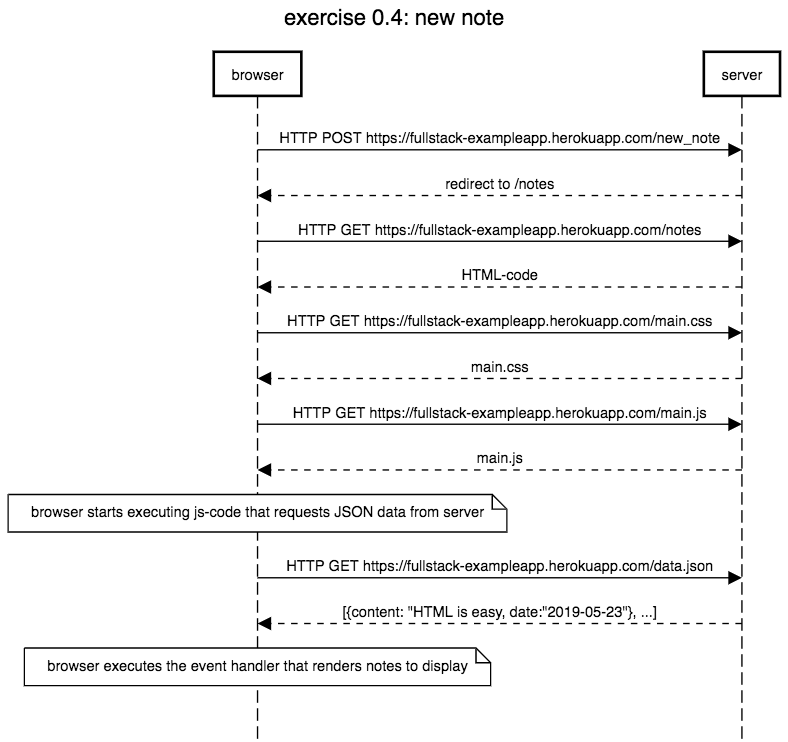 exercise 0.4: new note
browser
server
HTTP POST https://fullstack-exampleapp.herokuapp.com/new_note
redirect to /notes
HTTP GET https://fullstack-exampleapp.herokuapp.com/notes
HTML-code
HTTP GET https://fullstack-exampleapp.herokuapp.com/main.css
main.css
HTTP GET https://fullstack-exampleapp.herokuapp.com/main.js
main.js
browser starts executing js-code that requests JSON data from server
HTTP GET https://fullstack-exampleapp.herokuapp.com/data.json
[{content: "HTML is easy, date:"2019-05-23"}, ...]
browser executes the event handler that renders notes to display